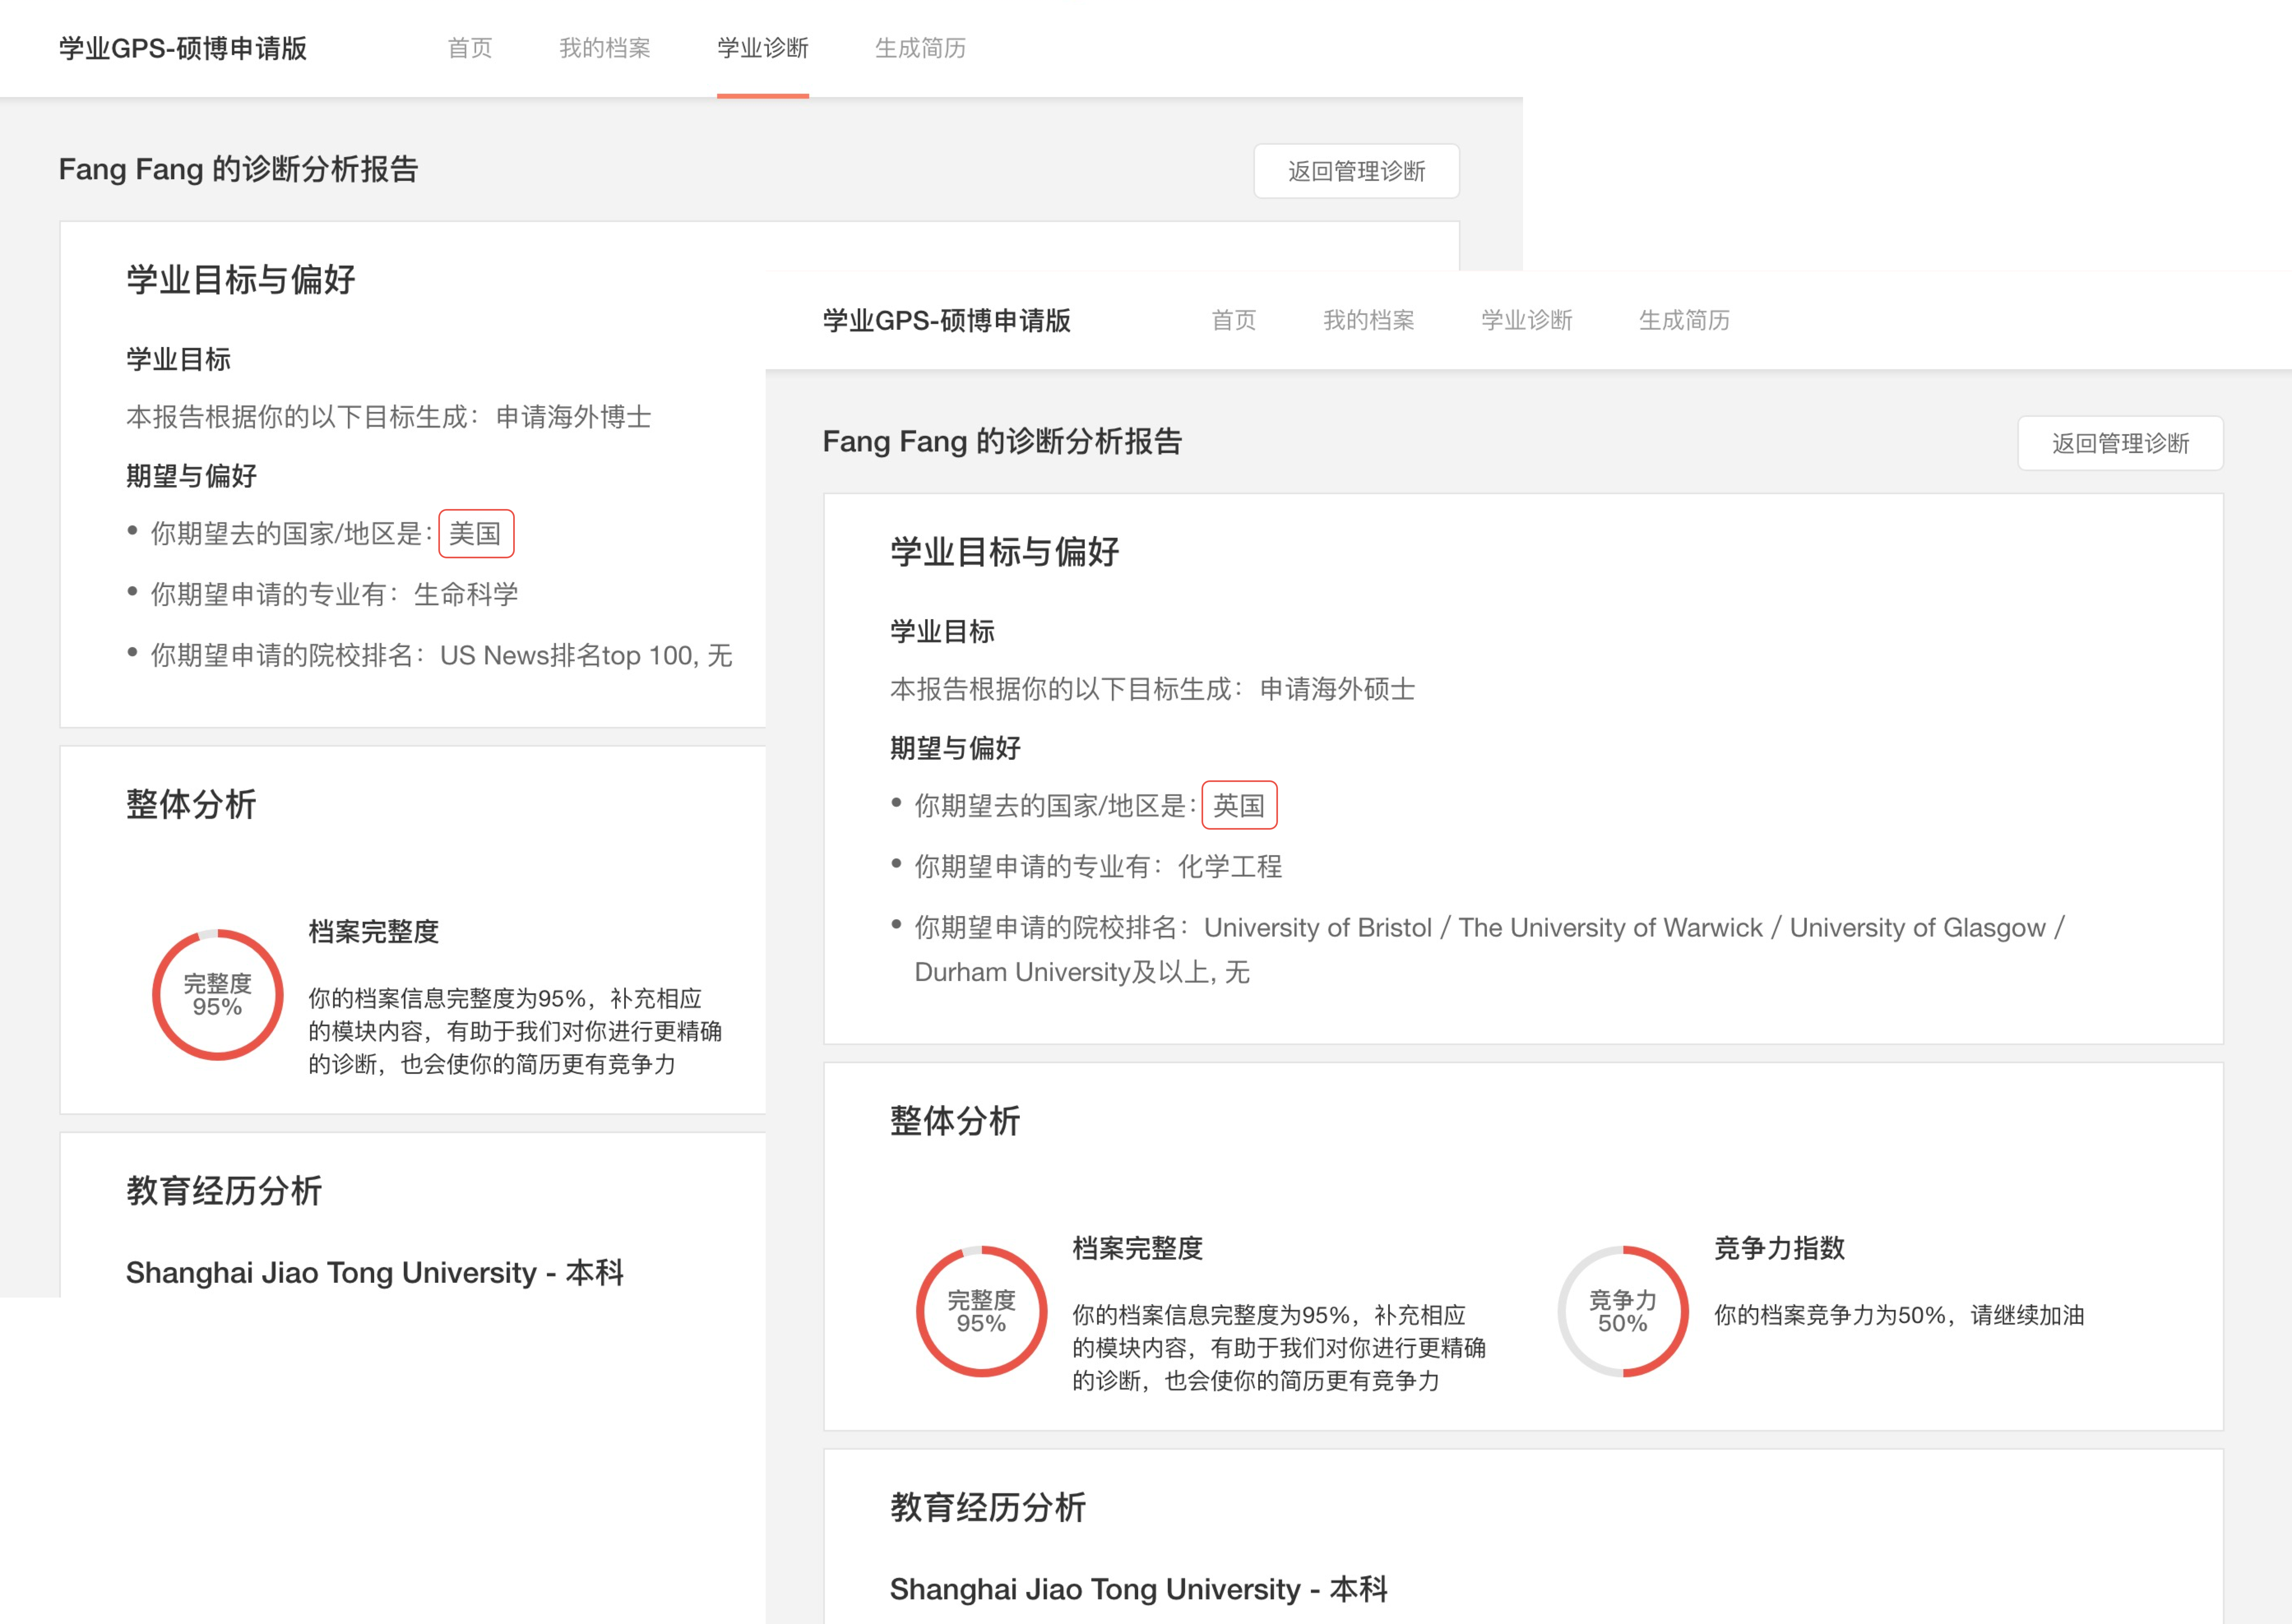 学业GPS-硕博申请版
首页
我的档案
学业诊断
生成简历
Fang Fang 的诊断分析报告
返回管理诊断
学业目标与偏好
学业目标
本报告根据你的以下目标生成：申请海外博士
期望与偏好
• 你期望去的国家/地区是：美国
• 你期望申请的专业有：生命科学
• 你期望申请的院校排名：US News排名top 100, 无
整体分析
完整度
95%
档案完整度
你的档案信息完整度为95%，补充相应
的模块内容，有助于我们对你进行更精确
的诊断，也会使你的简历更有竞争力
教育经历分析
Shanghai Jiao Tong University - 本科
学业GPS-硕博申请版
首页
我的档案
学业诊断
生成简历
Fang Fang 的诊断分析报告
返回管理诊断
学业目标与偏好
学业目标
本报告根据你的以下目标生成：申请海外硕士
期望与偏好
• 你期望去的国家/地区是：英国
• 你期望申请的专业有：化学工程
• 你期望申请的院校排名：University of Bristol / The University of Warwick / University of Glasgow /
Durham University及以上, 无
整体分析
完整度
95%
档案完整度
你的档案信息完整度为95%，补充相应
的模块内容，有助于我们对你进行更精确
的诊断，也会使你的简历更有竞争力
竞争力
50%
竞争力指数
你的档案竞争力为50%，请继续加油
教育经历分析
Shanghai Jiao Tong University - 本科